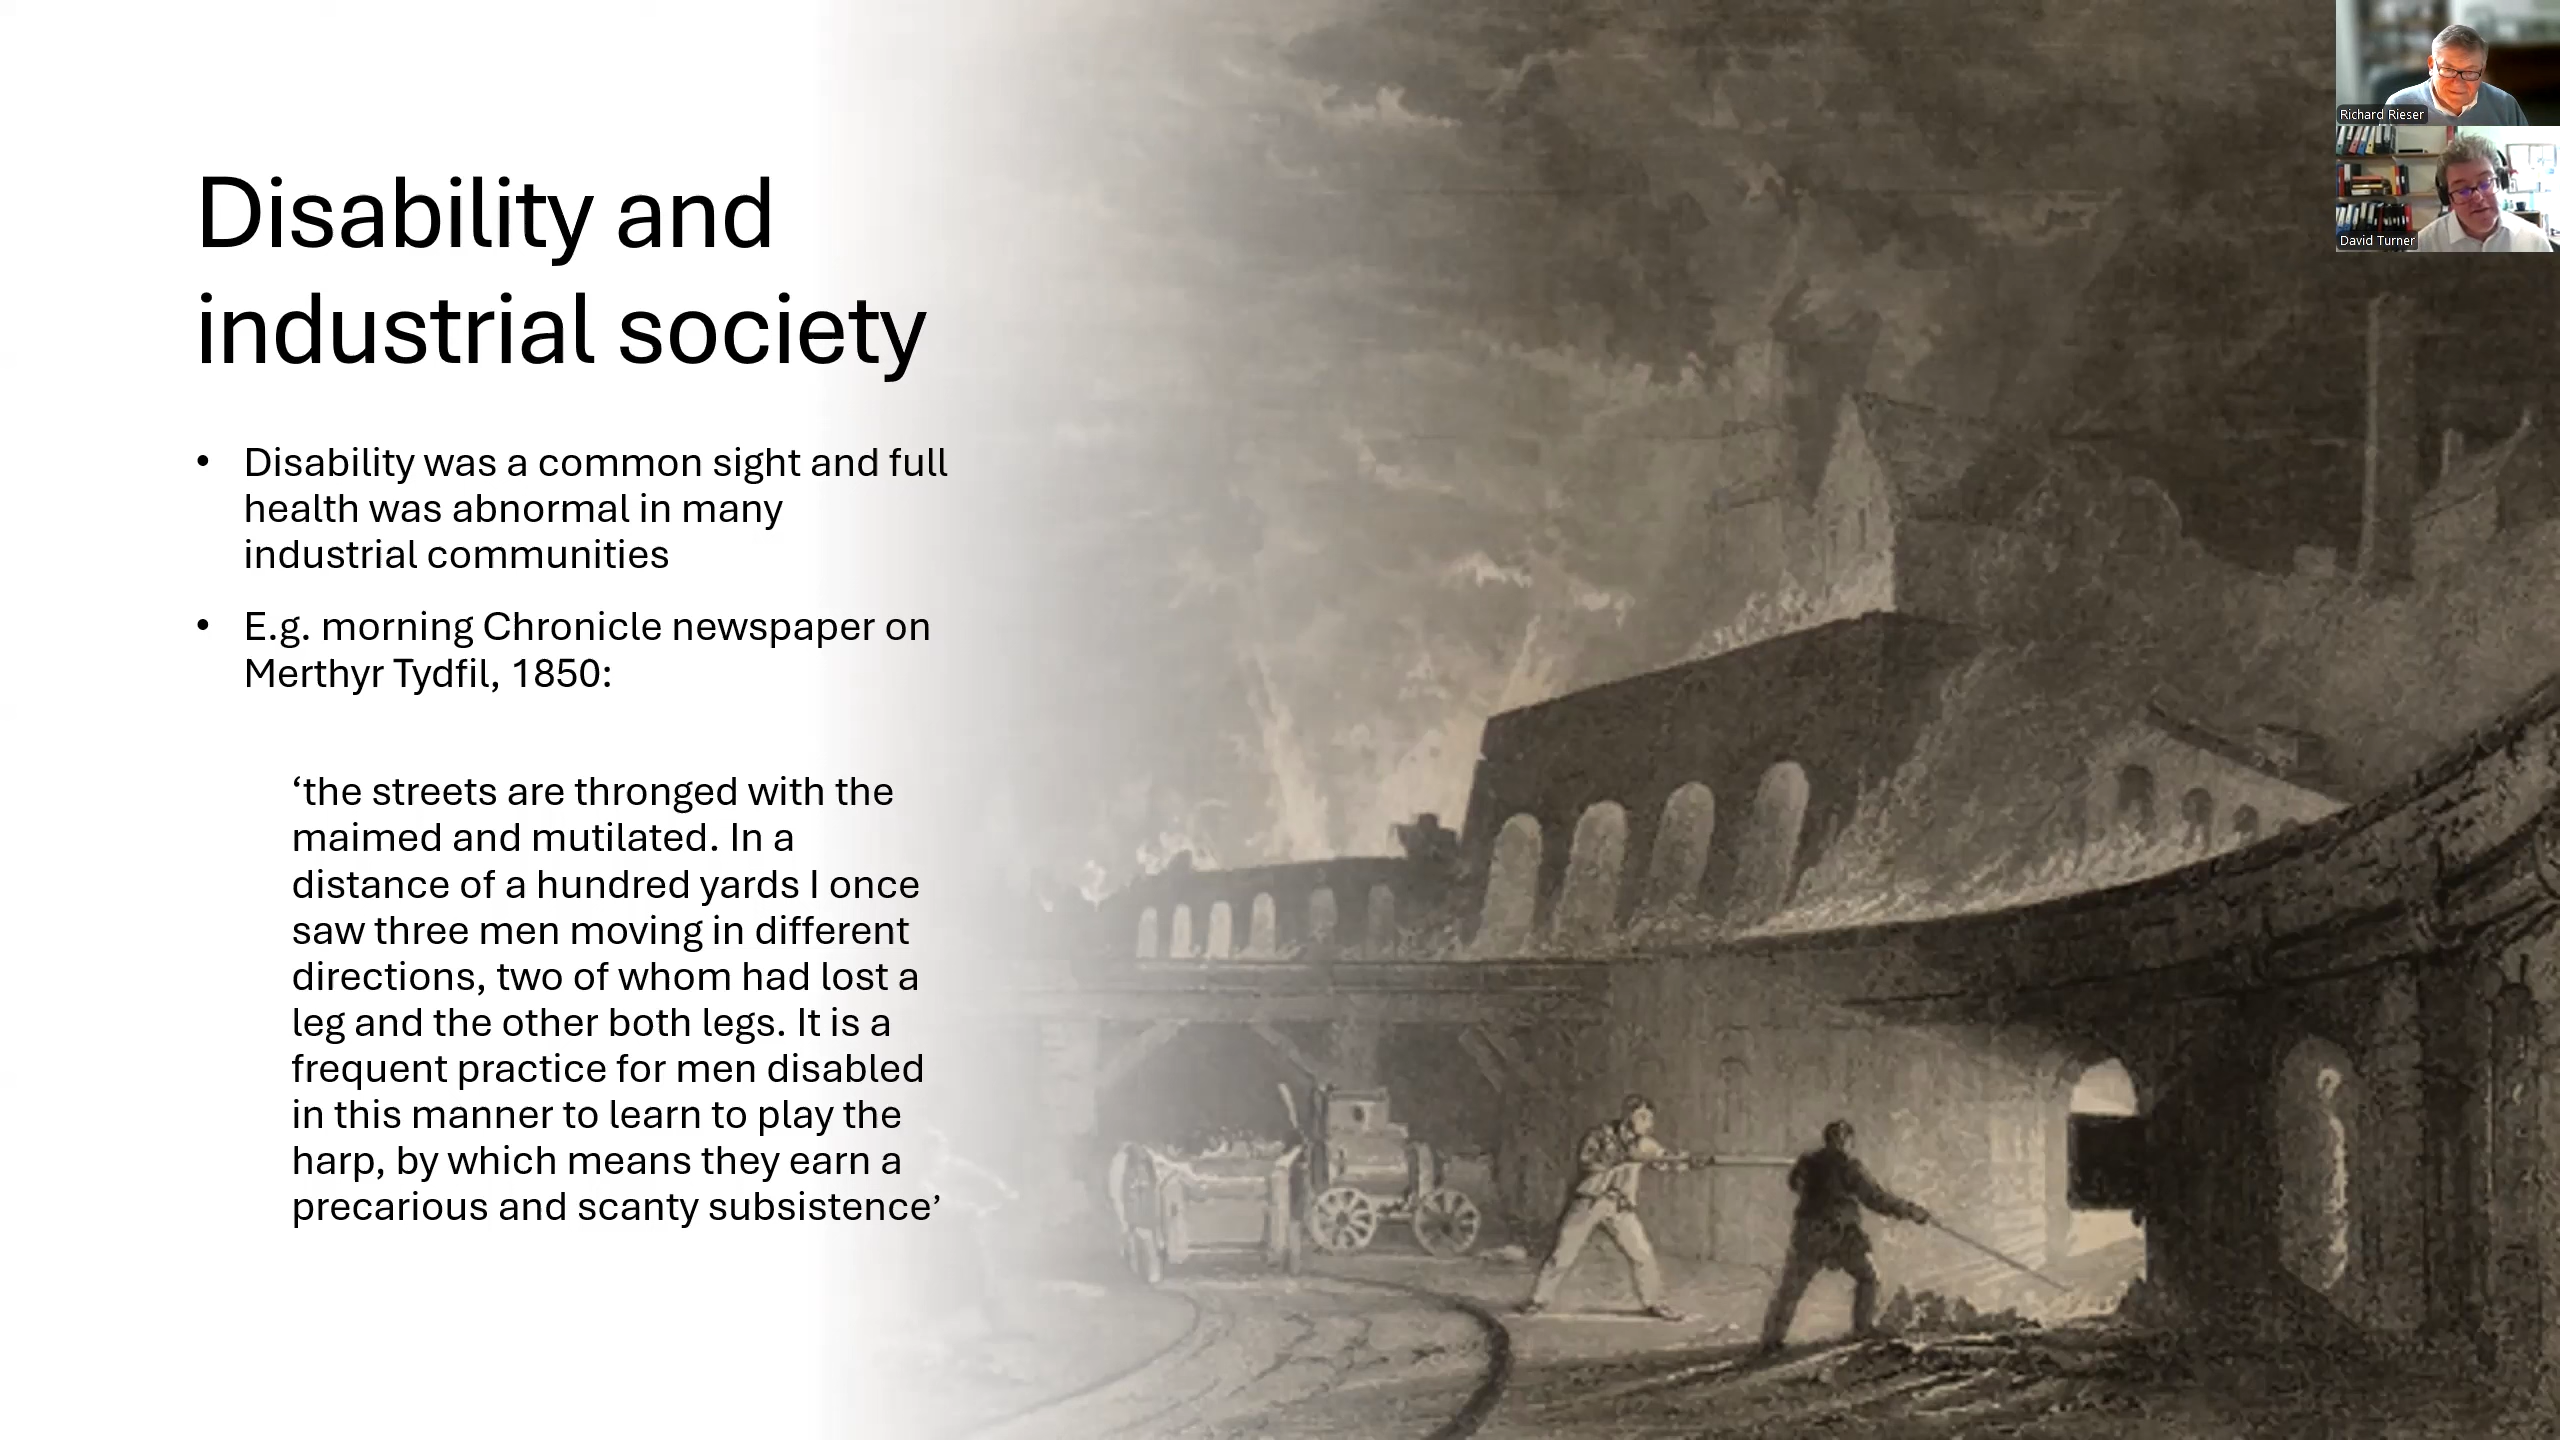 Disability and
industrial society
• Disability was a common sight and full
health was abnormal in many
industrial communities
• E.g. morning Chronicle newspaper on
Merthyr Tydfil, 1850:
‘the streets are thronged with the
maimed and mutilated. In a
distance of a hundred yards I once
saw three men moving in different
directions, two of whom had lost a
leg and the other both legs. It is a
frequent practice for men disabled
in this manner to learn to play the
harp, by which means they earn a
precarious and scanty subsistence’
Richard Rieser
David Turner